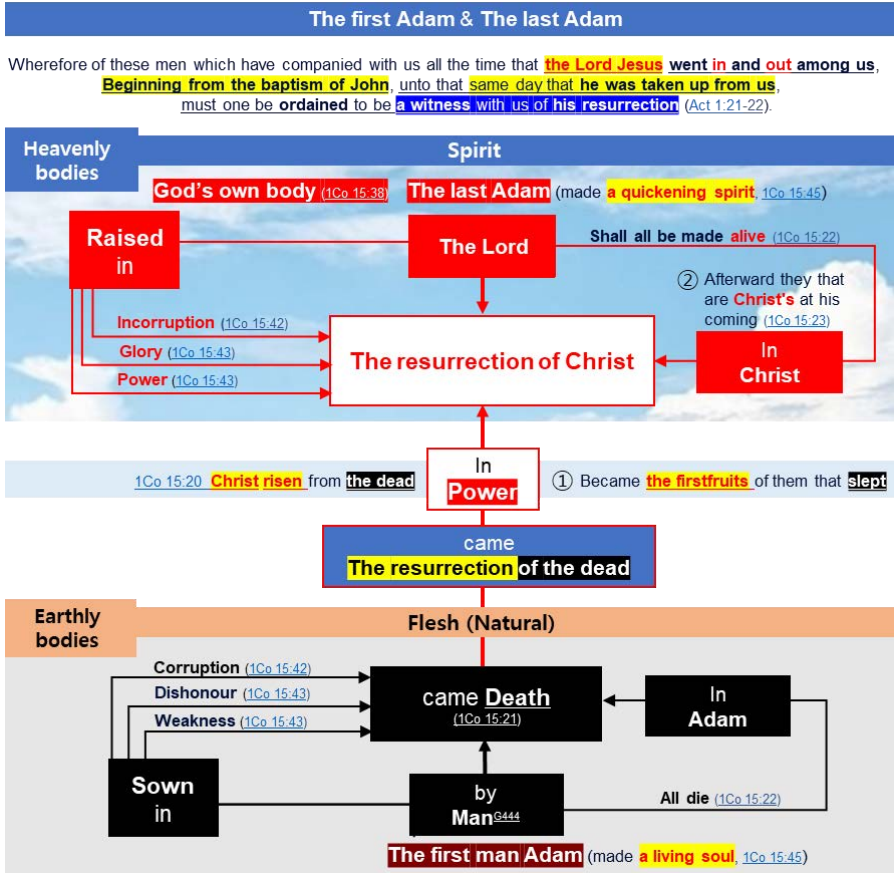 The first Adam & The last Adam
Wherefore of these men which have companied with us all the time that the Lord Jesus went in and out among us,
Beginning from the baptism of John, unto that same day that he was taken up from us,
must one be ordained to be a witness with us of his resurrection (Act 1:21-22).
Heavenly
bodies
Spirit
God's own body (1Co 15:38)
The last Adam (made a quickening spirit, 1Co 15:45)
Raised
in
The Lord
Shall all be made alive (1Co 15:22)
② Afterward they that
are Christ's at his
coming (1Co 15:23)
Incorruption (1Co 15:42)
Glory (1Co 15:43)
Power (1Co 15:43)
The resurrection of Christ
In
Christ
1Co 15:20 Christ risen from the dead
In
Power
① Became the firstfruits of them that slept
came
The resurrection of the dead
Earthly
bodies
Flesh (Natural)
Corruption (1Co 15:42)
Dishonour (1Co 15:43)
Weakness (1Co 15:43)
came Death
(1Co 15:21)
In
Adam
Sown
in
by
Man G444
All die (1Co 15:22)
The first man Adam (made a living soul, 1Co 15:45)